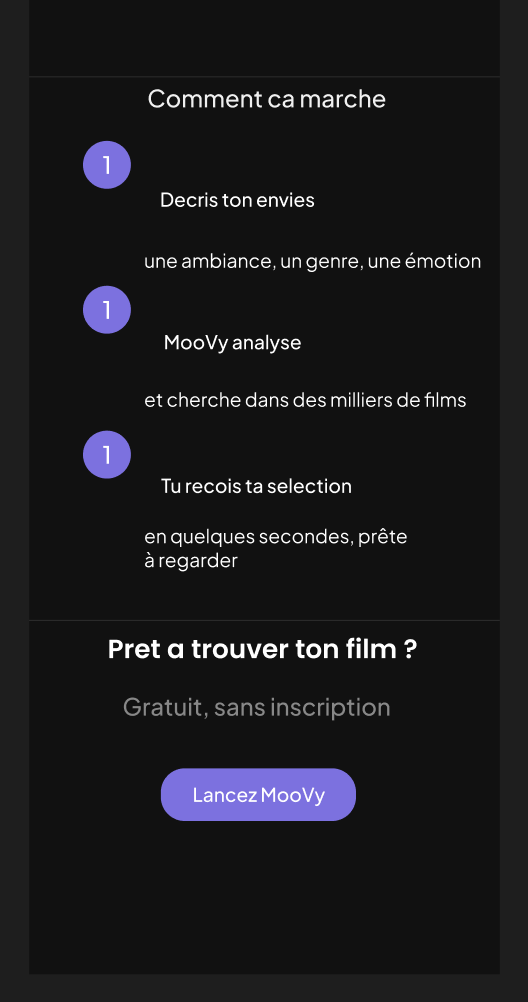 Comment ca marche
1
Decris ton envies
une ambiance, un genre, une émotion
1
MooVy analyse
et cherche dans des milliers de films
1
Tu recois ta selection
en quelques secondes, prête
à regarder
Pret a trouver ton film ?
Gratuit, sans inscription
Lancez MooVy